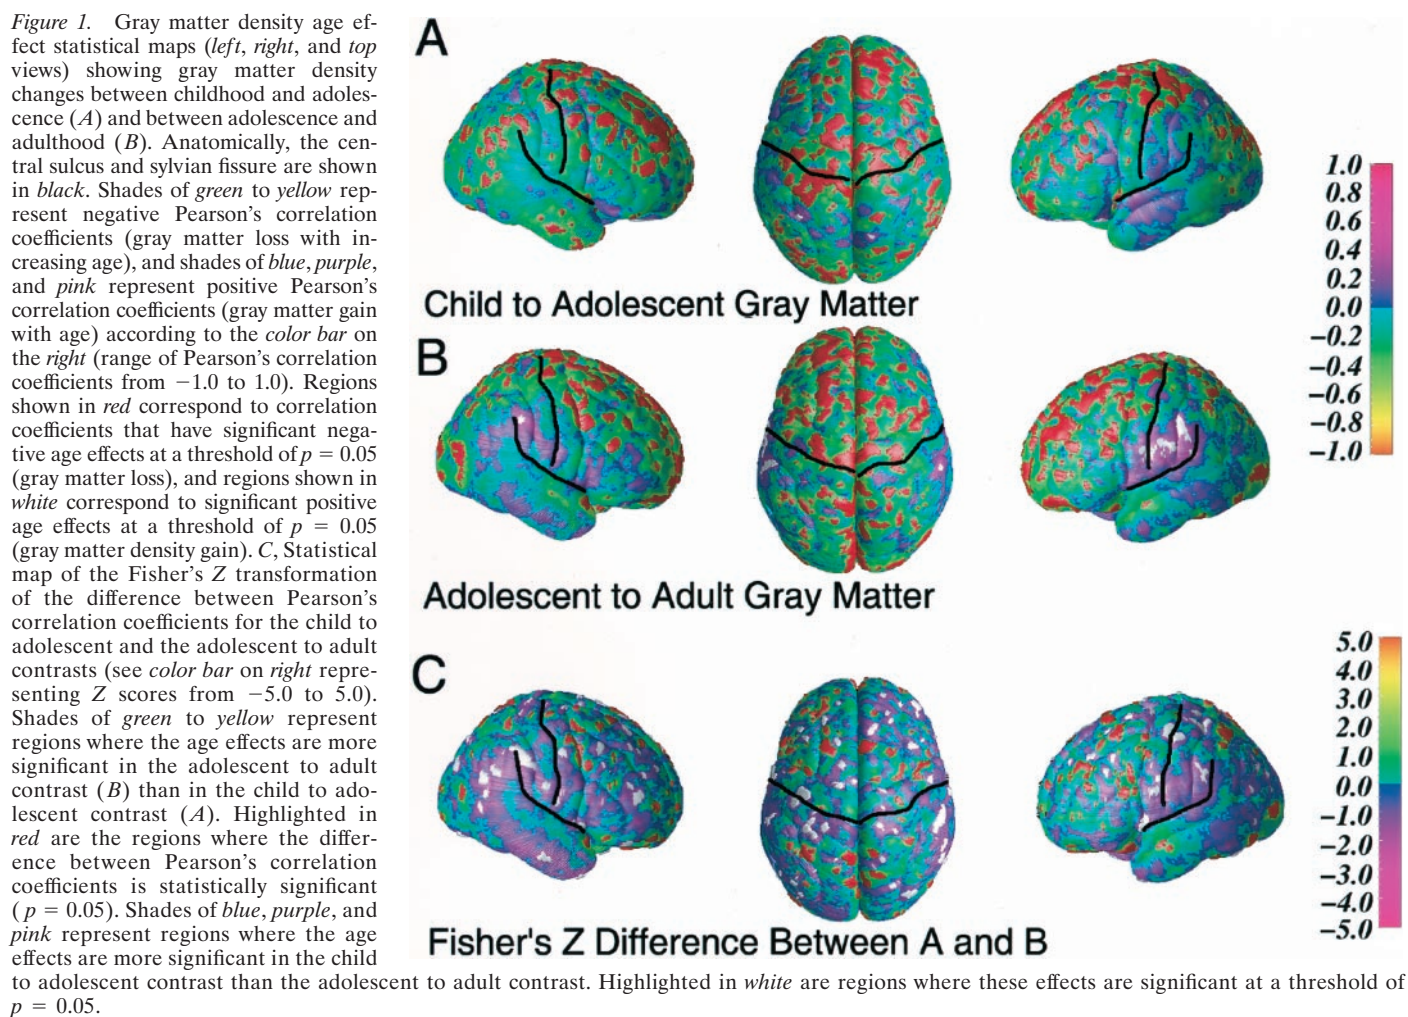 Figure 1. Gray matter density age ef-
fect statistical maps (left, right, and top
views) showing gray matter density
changes between childhood and adoles-
cence (A) and between adolescence and
adulthood (B). Anatomically, the cen-
tral sulcus and sylvian fissure are shown
in black. Shades of green to yellow rep-
resent negative Pearson's correlation
coefficients (gray matter loss with in-
creasing age), and shades of blue, purple,
and pink represent positive Pearson's
correlation coefficients (gray matter gain
with age) according to the color bar on
the right (range of Pearson's correlation
coefficients from −1.0 to 1.0). Regions
shown in red correspond to correlation
coefficients that have significant nega-
tive age effects at a threshold of p = 0.05
(gray matter loss), and regions shown in
white correspond to significant positive
age effects at a threshold of p = 0.05
(gray matter density gain). C, Statistical
map of the Fisher's Z transformation
of the difference between Pearson's
correlation coefficients for the child to
adolescent and the adolescent to adult
contrasts (see color bar on right repre-
senting Z scores from −5.0 to 5.0).
Shades of green to yellow represent
regions where the age effects are more
significant in the adolescent to adult
contrast (B) than in the child to ado-
lescent contrast (A). Highlighted in
red are the regions where the differ-
ence between Pearson's correlation
coefficients is statistically significant
(p = 0.05). Shades of blue, purple, and
pink represent regions where the age
effects are more significant in the child
to adolescent contrast than the adolescent to adult contrast. Highlighted in white are regions where these effects are significant at a threshold of
p = 0.05.
A
Child to Adolescent Gray Matter
B
Adolescent to Adult Gray Matter
C
Fisher's Z Difference Between A and B
1.0
0.8
0.6
0.4
0.2
0.0
−0.2
−0.4
−0.6
−0.8
−1.0
5.0
4.0
3.0
2.0
1.0
0.0
−1.0
−2.0
−3.0
−4.0
−5.0